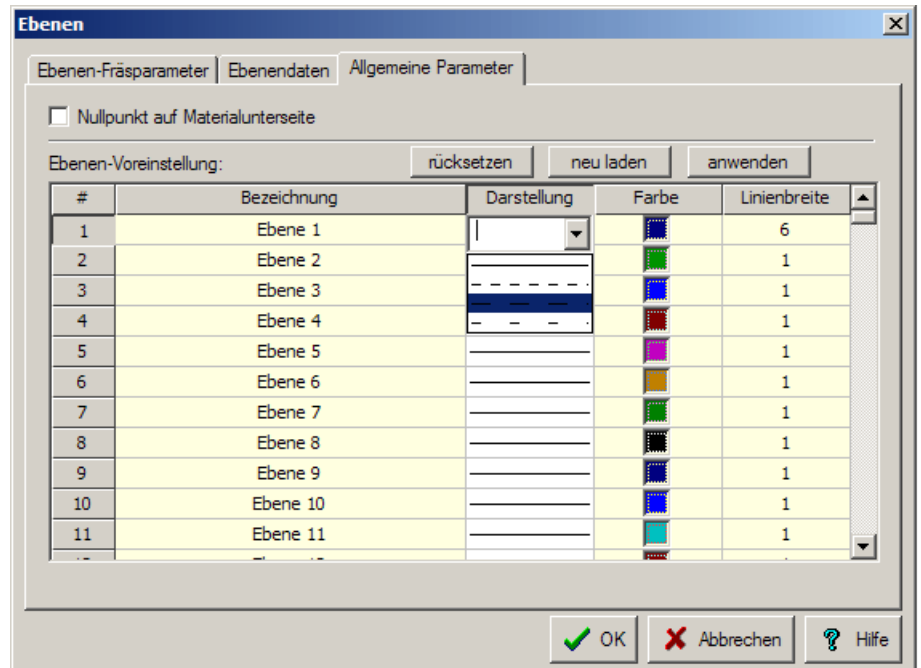 Ebenen
Ebenen-Fräsparameter Ebenendaten Allgemeine Parameter
Nullpunkt auf Materialunterseite
Ebenen-Voreinstellung: rücksetzen neu laden anwenden
# Bezeichnung Darstellung Farbe Linienbreite
1 Ebene 1 6
2 Ebene 2 1
3 Ebene 3 1
4 Ebene 4 1
5 Ebene 5 1
6 Ebene 6 1
7 Ebene 7 1
8 Ebene 8 1
9 Ebene 9 1
10 Ebene 10 1
11 Ebene 11 1
OK Abbrechen Hilfe